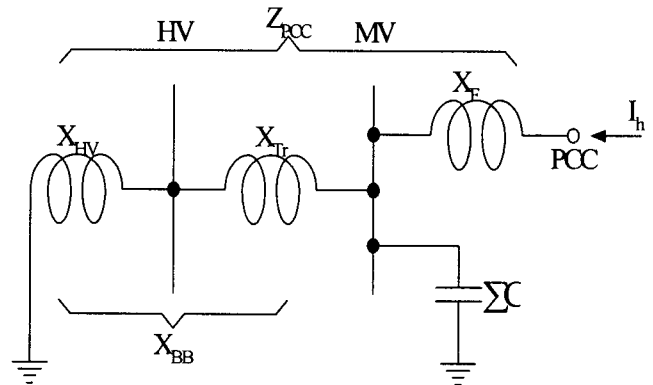 HV Z_PCC MV
X_HV X_Tr X_F I_h
PCC
ΣC
X_BB